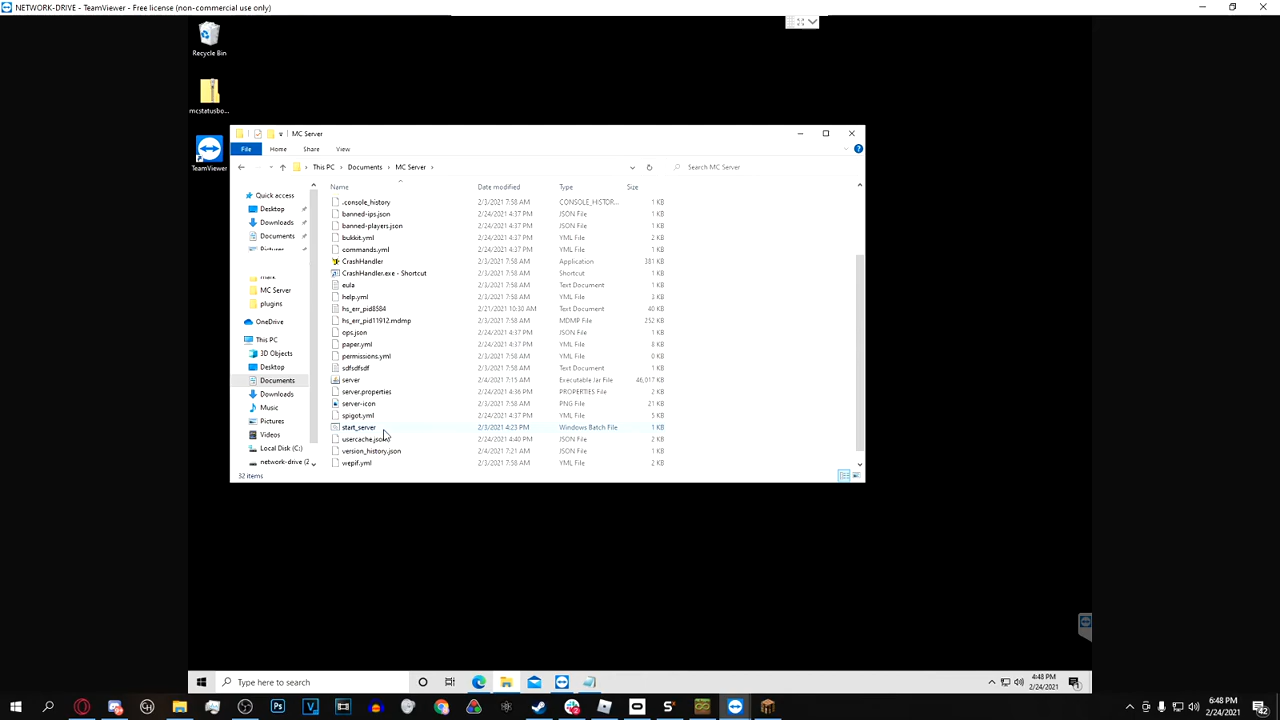 NETWORK-DRIVE - TeamViewer - Free license (non-commercial use only)
Recycle Bin
mcstatusbo...
TeamViewer
MC Server
File Home Share View
This PC › Documents › MC Server ›
Search MC Server
Name Date modified Type Size
Quick access
Desktop
Downloads
Documents
MC Server
plugins
OneDrive
This PC
3D Objects
Desktop
Documents
Downloads
Music
Pictures
Videos
Local Disk (C:)
network-drive (2
.console_history 2/3/2021 7:58 AM CONSOLE_HISTOR... 1 KB
banned-ips.json 2/24/2021 4:37 PM JSON File 1 KB
banned-players.json 2/24/2021 4:37 PM JSON File 1 KB
bukkit.yml 2/24/2021 4:37 PM YML File 2 KB
commands.yml 2/24/2021 4:37 PM YML File 1 KB
CrashHandler 2/3/2021 7:58 AM Application 381 KB
CrashHandler.exe - Shortcut 2/3/2021 7:58 AM Shortcut 1 KB
eula 2/3/2021 7:58 AM Text Document 1 KB
help.yml 2/3/2021 7:58 AM YML File 3 KB
hs_err_pid8584 2/21/2021 10:30 AM Text Document 40 KB
hs_err_pid11912.mdmp 2/3/2021 7:58 AM MDMP File 252 KB
ops.json 2/24/2021 4:37 PM JSON File 1 KB
paper.yml 2/24/2021 4:37 PM YML File 8 KB
permissions.yml 2/3/2021 7:58 AM YML File 0 KB
sdfsdfsdf 2/3/2021 7:58 AM Text Document 1 KB
server 2/4/2021 7:15 AM Executable Jar File 46,017 KB
server.properties 2/24/2021 4:36 PM PROPERTIES File 2 KB
server-icon 2/3/2021 7:58 AM PNG File 21 KB
spigot.yml 2/24/2021 4:37 PM YML File 5 KB
start_server 2/3/2021 4:23 PM Windows Batch File 1 KB
usercache.json 2/24/2021 4:40 PM JSON File 2 KB
version_history.json 2/4/2021 7:21 AM JSON File 1 KB
wepif.yml 2/3/2021 7:58 AM YML File 2 KB
32 items
Type here to search
4:48 PM
2/24/2021
6:48 PM
2/24/2021
42